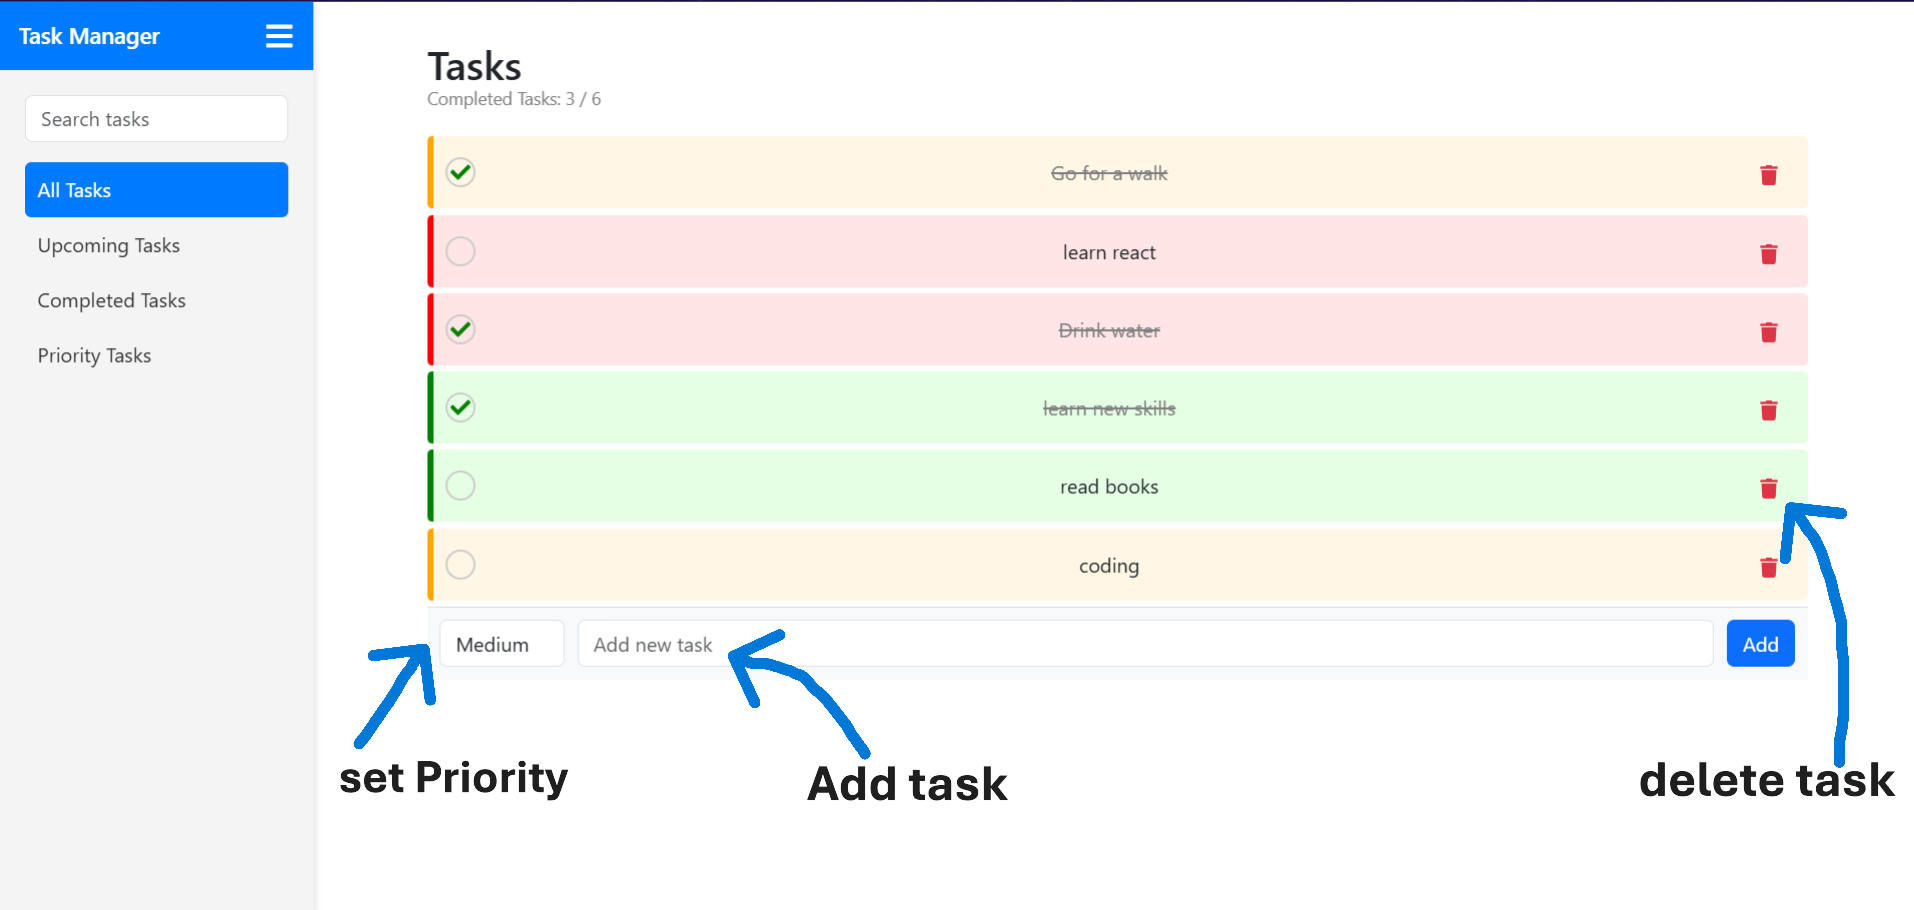 Task Manager
Search tasks
All Tasks
Upcoming Tasks
Completed Tasks
Priority Tasks
Tasks
Completed Tasks: 3 / 6
Go for a walk
learn react
Drink water
learn new skills
read books
coding
Medium
Add new task
Add
set Priority
Add task
delete task